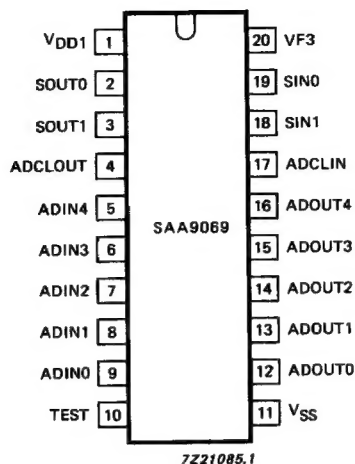 VDD1 1 20 VF3
SOUT0 2 19 SIN0
SOUT1 3 18 SIN1
ADCLOUT 4 17 ADCLIN
ADIN4 5 16 ADOUT4
SAA9069
ADIN3 6 15 ADOUT3
ADIN2 7 14 ADOUT2
ADIN1 8 13 ADOUT1
ADIN0 9 12 ADOUT0
TEST 10 11 VSS
7Z21085.1